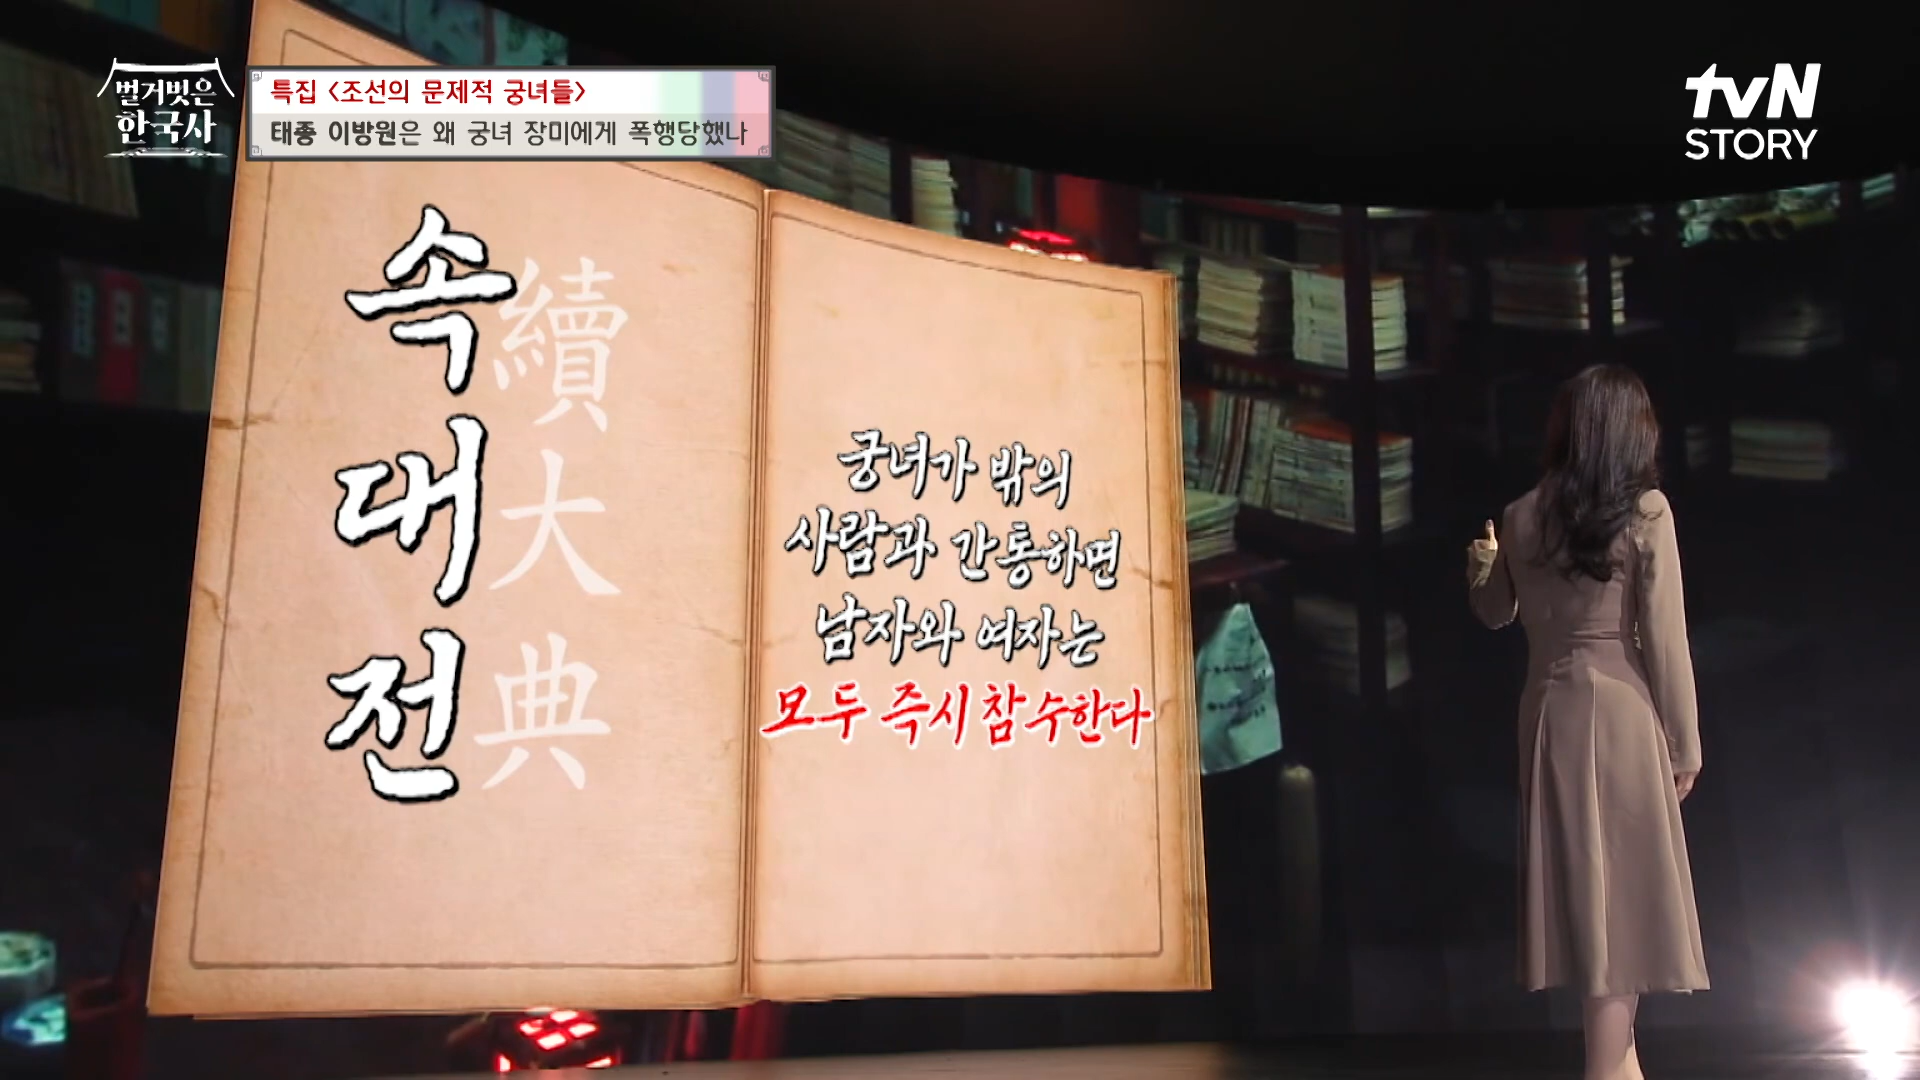 벌거벗은
한국사
특집 <조선의 문제적 궁녀들>
태종 이방원은 왜 궁녀 장미에게 폭행당했나
tvN
STORY
속대전
續大典
궁녀가 밖의
사람과 간통하면
남자와 여자는
모두 즉시 참수한다